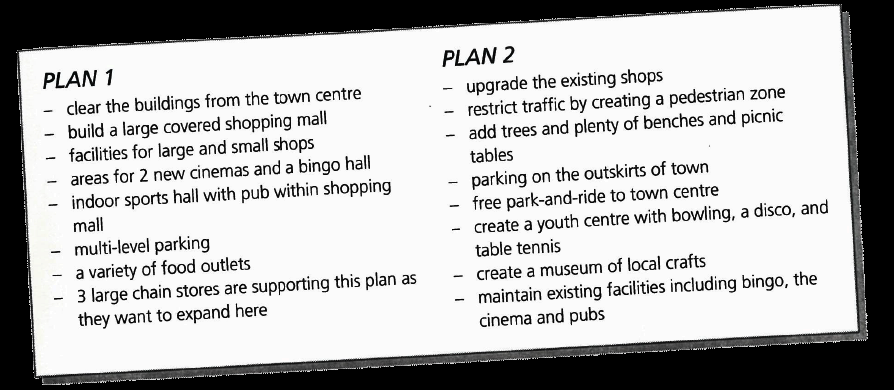 PLAN 1
– clear the buildings from the town centre
– build a large covered shopping mall
– facilities for large and small shops
– areas for 2 new cinemas and a bingo hall
– indoor sports hall with pub within shopping
mall
– multi-level parking
– a variety of food outlets
– 3 large chain stores are supporting this plan as
they want to expand here
PLAN 2
– upgrade the existing shops
– restrict traffic by creating a pedestrian zone
– add trees and plenty of benches and picnic
tables
– parking on the outskirts of town
– free park-and-ride to town centre
– create a youth centre with bowling, a disco, and
table tennis
– create a museum of local crafts
– maintain existing facilities including bingo, the
cinema and pubs